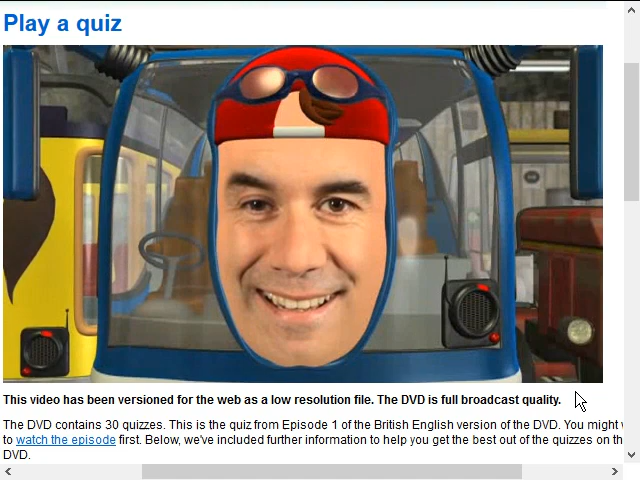 Play a quiz
This video has been versioned for the web as a low resolution file. The DVD is full broadcast quality.
The DVD contains 30 quizzes. This is the quiz from Episode 1 of the British English version of the DVD. You might
to watch the episode first. Below, we've included further information to help you get the best out of the quizzes on
DVD.